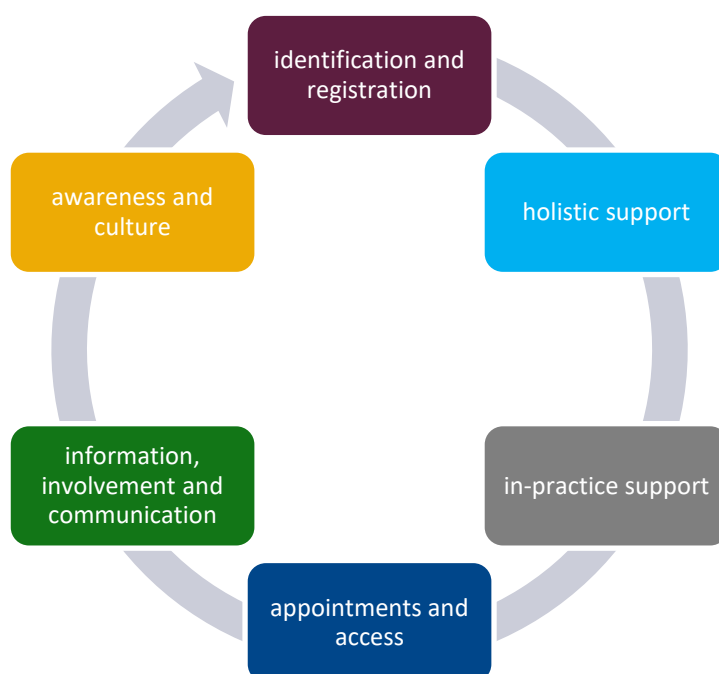 identification and
registration
holistic support
in-practice support
appointments and
access
information,
involvement and
communication
awareness and
culture